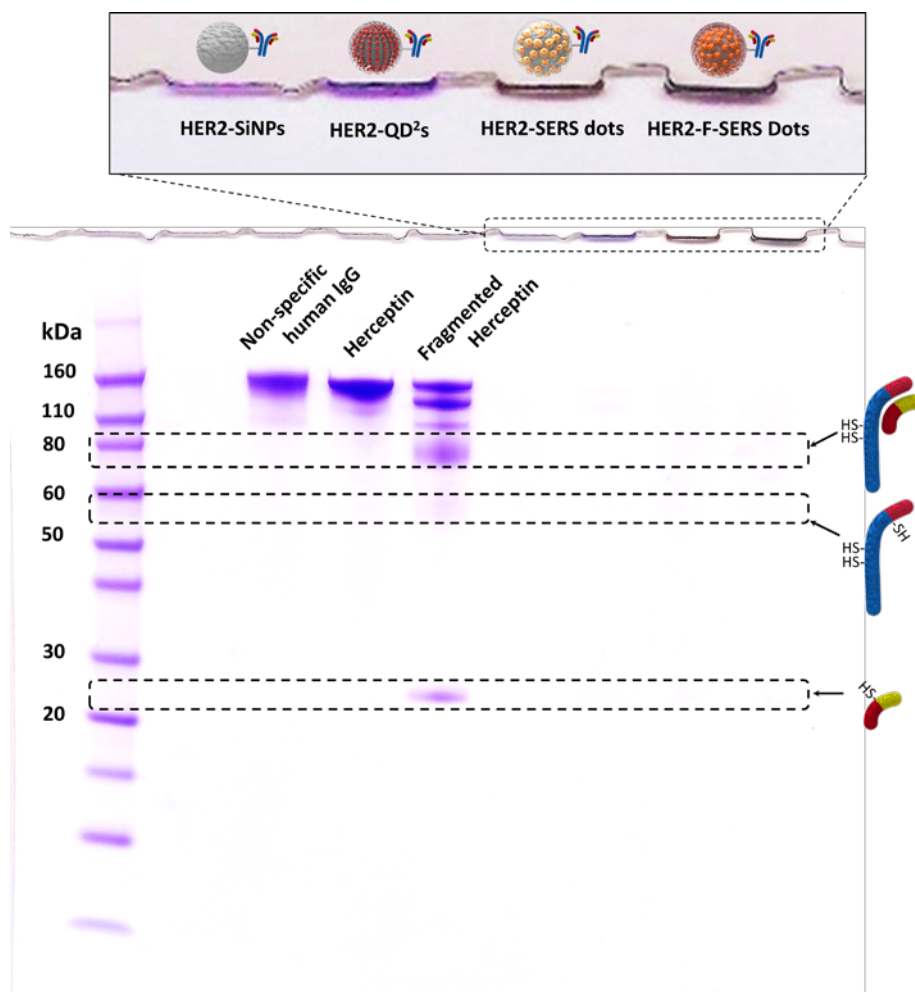 HER2-SiNPs
HER2-QD²s
HER2-SERS dots
HER2-F-SERS Dots
Non-specific
human IgG
Herceptin
Fragmented
Herceptin
kDa
160
110
80
60
50
30
20
HS-
HS-
-SH
HS-
HS-
HS